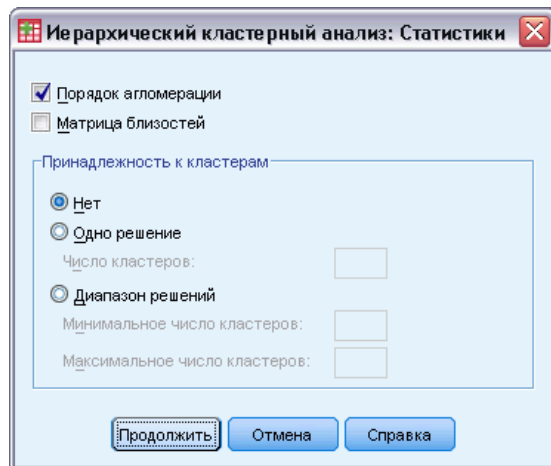 Иерархический кластерный анализ: Статистики
Порядок агломерации
Матрица близостей
Принадлежность к кластерам
Нет
Одно решение
Число кластеров:
Диапазон решений
Минимальное число кластеров:
Максимальное число кластеров:
Продолжить Отмена Справка